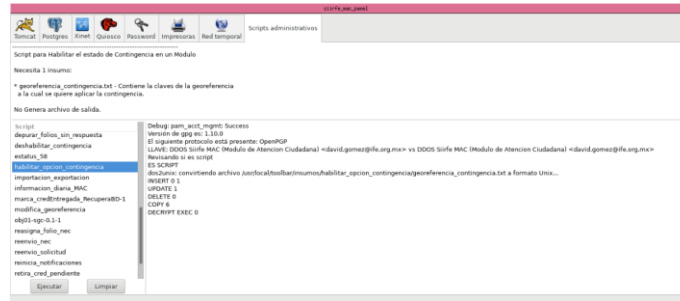 siirfe_mac_panel
Tomcat Postgres Xinet Quiosco Password Impresoras Red temporal Scripts administrativos
Script para Habilitar el estado de Contingencia en un Modulo
Necesita 1 insumo:
* georeferencia_contingencia.txt - Contiene la claves de la georeferencia
a la cual se quiere aplicar la contingencia.
No Genera archivo de salida.
Script
depurar_folios_sin_respuesta
deshabilitar_contingencia
estatus_58
habilitar_opcion_contingencia
importacion_exportacion
informacion_diaria_MAC
marca_credEntregada_RecuperaBD-1
modifica_georeferencia
obj01-sgc-0.1-1
reasigna_folio_nec
reenvio_nec
reenvio_solicitud
reinicia_notificaciones
retira_cred_pendiente
Ejecutar Limpiar
Debug: pam_acct_mgmt: Success
Versión de gpg es: 1.10.0
El siguiente protocolo está presente: OpenPGP
LLAVE: DDOS Siirfe MAC (Modulo de Atencion Ciudadana) <david.gomez@ife.org.mx> vs DDOS Siirfe MAC (Modulo de Atencion Ciudadana) <david.gomez@ife.org.mx>
Revisando si es script
ES SCRIPT
dos2unix: convirtiendo archivo /usr/local/toolbar/insumos/habilitar_opcion_contingencia/georeferencia_contingencia.txt a formato Unix...
INSERT 0 1
UPDATE 1
DELETE 0
COPY 6
DECRYPT EXEC 0